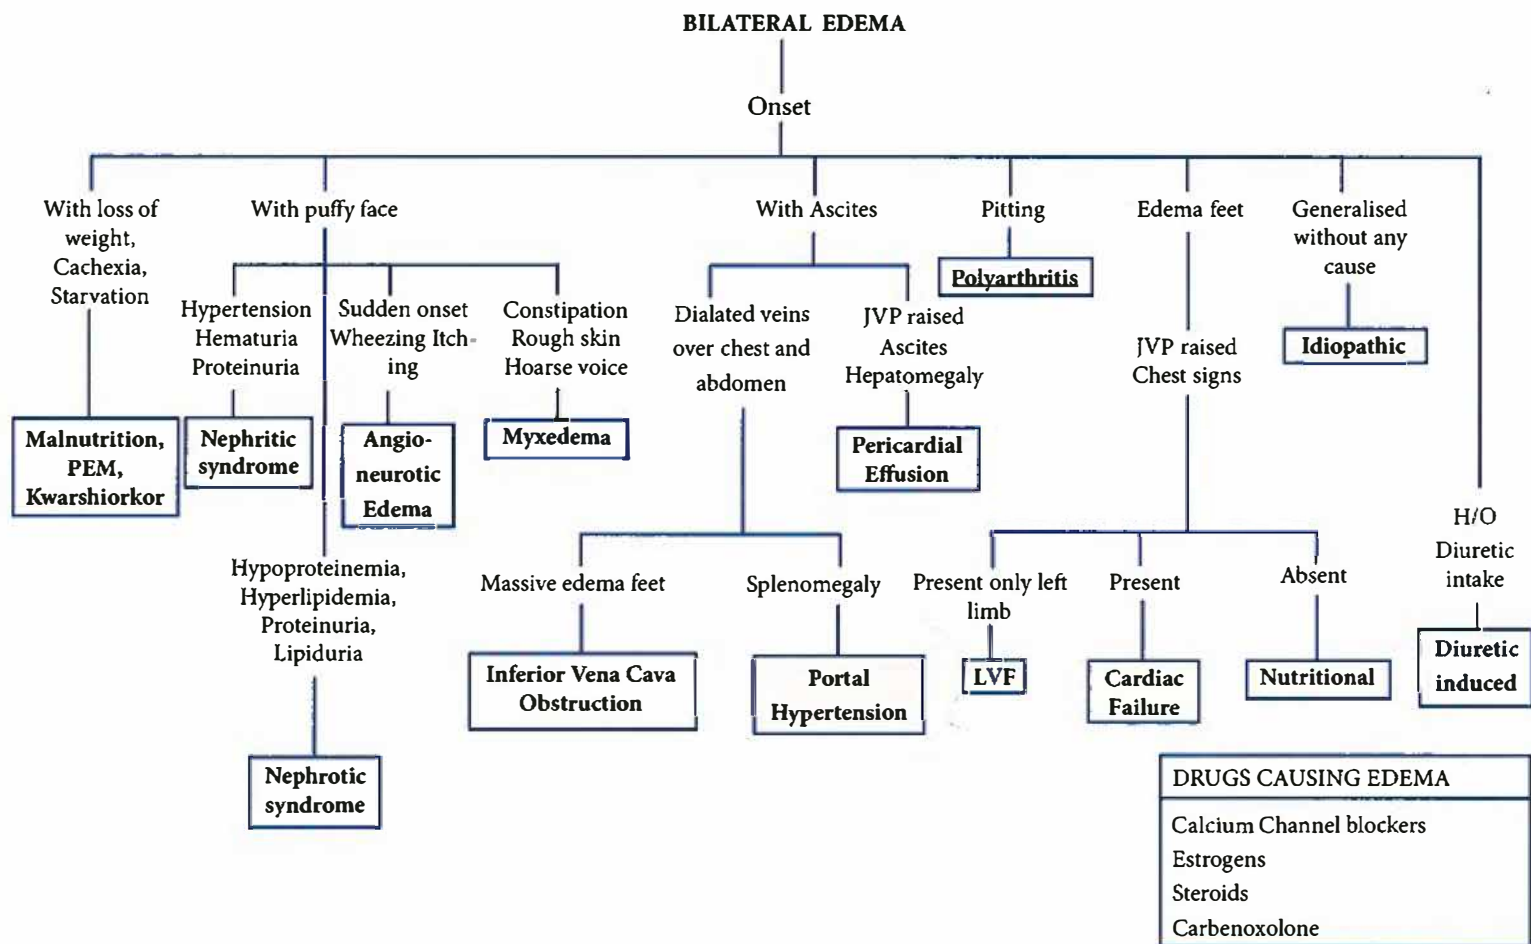 BILATERAL EDEMA
Onset
With loss of
weight,
Cachexia,
Starvation
Malnutrition,
PEM,
Kwarshiorkor
With puffy face
Hypertension
Hematuria
Proteinuria
Nephritic
syndrome
Sudden onset
Wheezing Itch-
ing
Angio-
neurotic
Edema
Constipation
Rough skin
Hoarse voice
Myxedema
Hypoproteinemia,
Hyperlipidemia,
Proteinuria,
Lipiduria
Nephrotic
syndrome
With Ascites
Dialated veins
over chest and
abdomen
Massive edema feet
Inferior Vena Cava
Obstruction
Splenomegaly
Portal
Hypertension
JVP raised
Ascites
Hepatomegaly
Pericardial
Effusion
Pitting
Polyarthritis
Edema feet
JVP raised
Chest signs
Present only left
limb
LVF
Present
Cardiac
Failure
Absent
Nutritional
Generalised
without any
cause
Idiopathic
H/O
Diuretic
intake
Diuretic
induced
DRUGS CAUSING EDEMA
Calcium Channel blockers
Estrogens
Steroids
Carbenoxolone